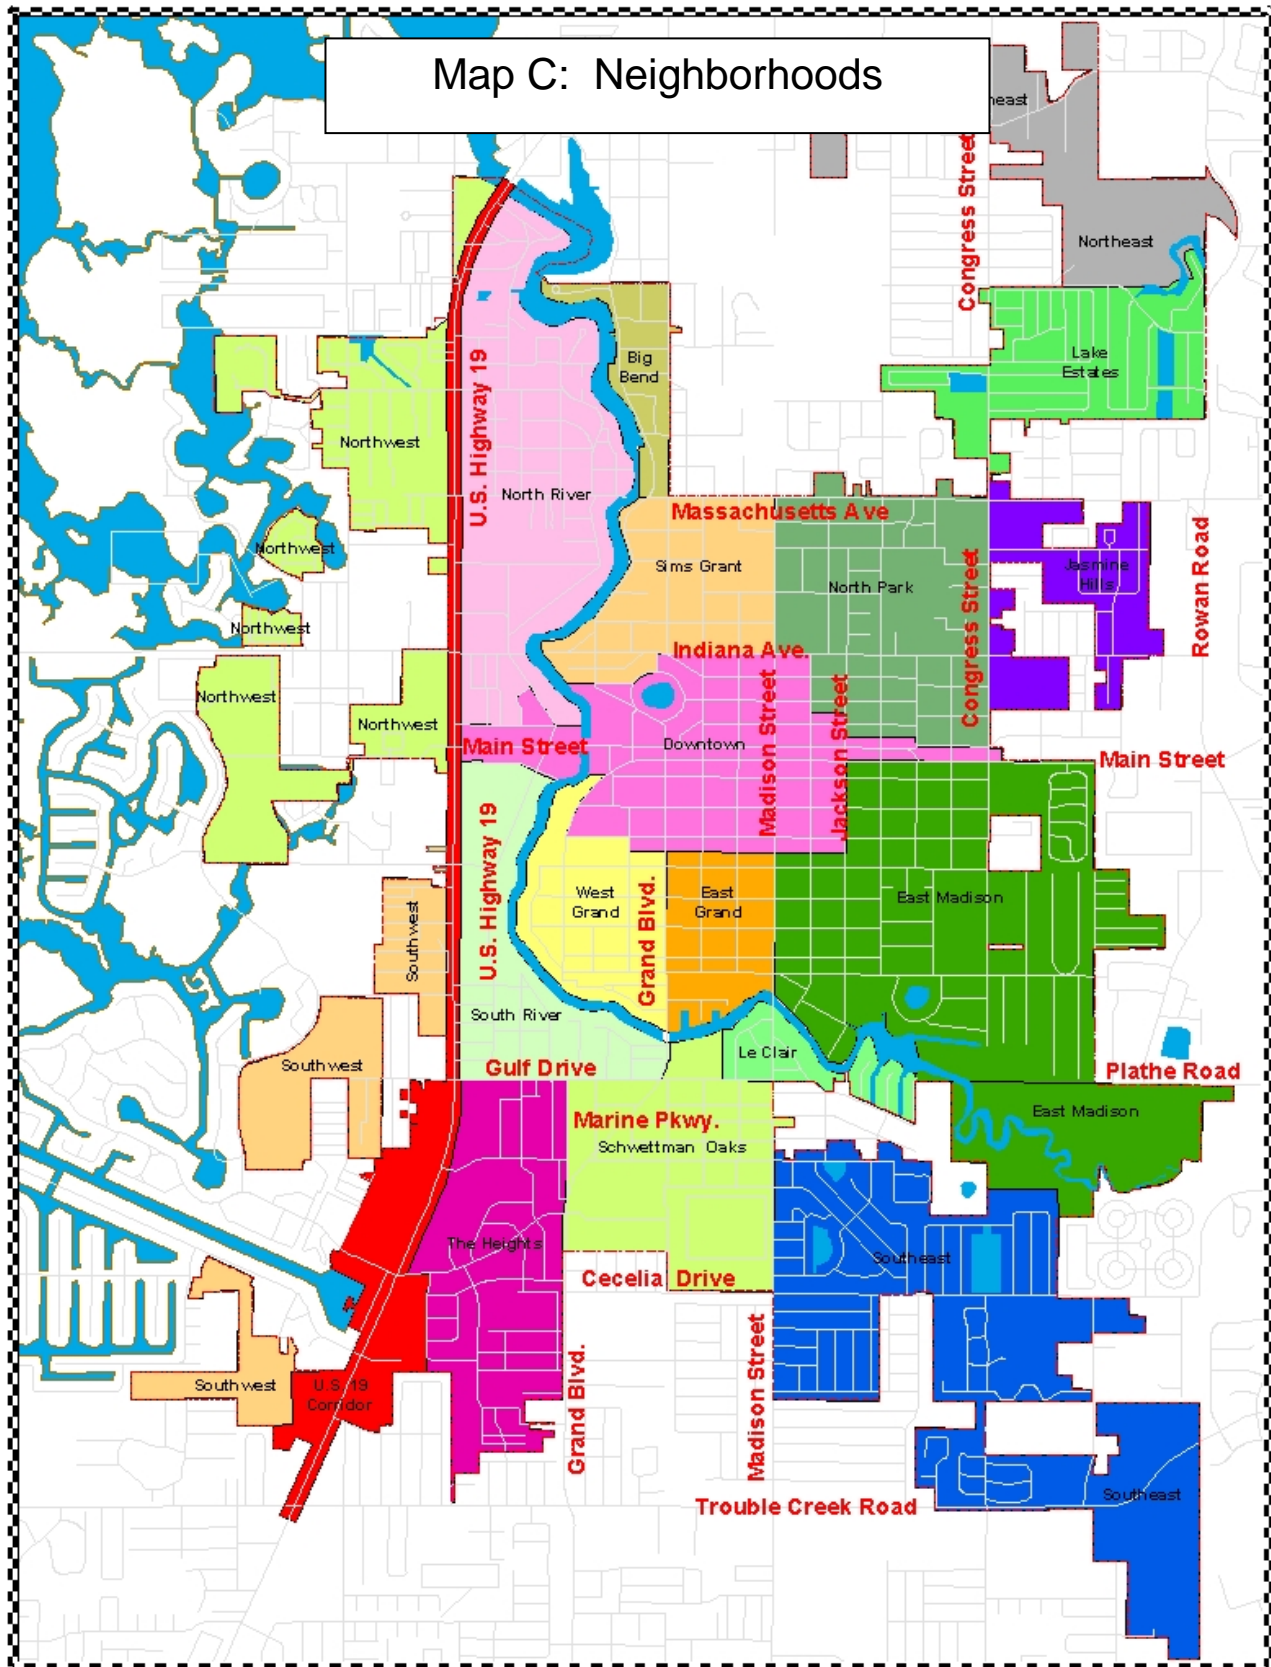 Map C:  Neighborhoods
heast
Congress Street
Northeast
Lake
Estates
Big
Bend
U.S. Highway 19
Northwest
North River
Massachusetts Ave
Northwest
Sims Grant
North Park
Jasmine
Hills
Rowan Road
Congress Street
Northwest
Indiana Ave.
Northwest
Northwest
Madison Street
Jackson Street
Main Street
Downtown
Main Street
U.S. Highway 19
West
Grand
Grand Blvd.
East
Grand
East Madison
Southwest
South River
Le Clair
Southwest
Gulf Drive
Plathe Road
Marine Pkwy.
East Madison
Schwettman Oaks
The Heights
Southeast
Cecelia Drive
Southwest
U.S. 19
Corridor
Grand Blvd.
Madison Street
Southeast
Trouble Creek Road